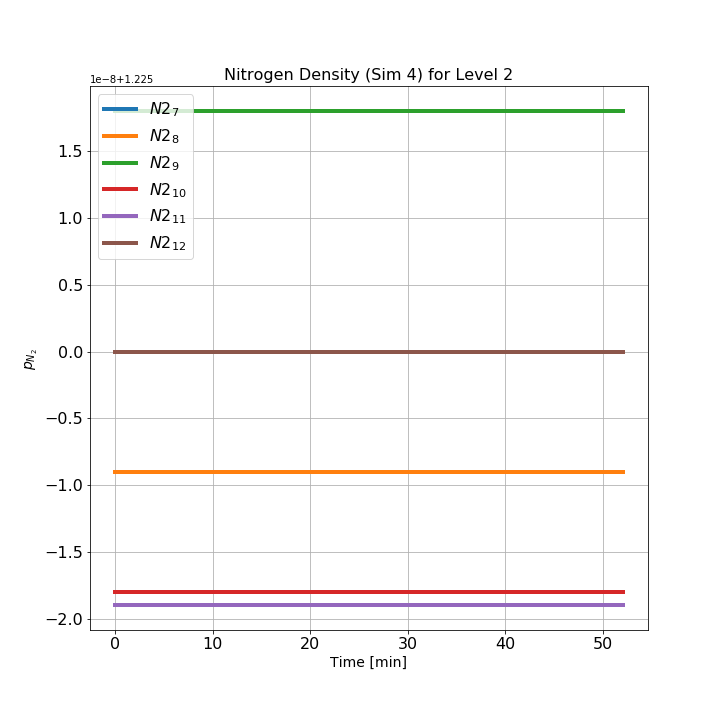 Nitrogen Density (Sim 4) for Level 2
1e−8+1.225
N2₇
N2₈
N2₉
N2₁₀
N2₁₁
N2₁₂
1.5
1.0
0.5
0.0
−0.5
−1.0
−1.5
−2.0
p_{N₂}
0 10 20 30 40 50
Time [min]